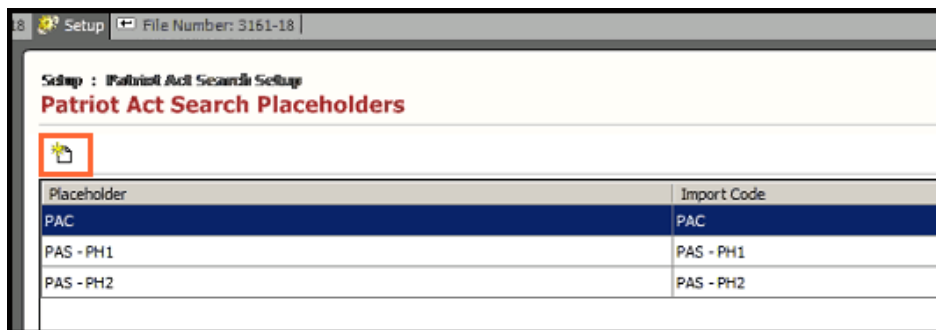 18 Setup File Number: 3161-18
Setup : Patriot Act Search Setup
Patriot Act Search Placeholders
Placeholder Import Code
PAC PAC
PAS - PH1 PAS - PH1
PAS - PH2 PAS - PH2